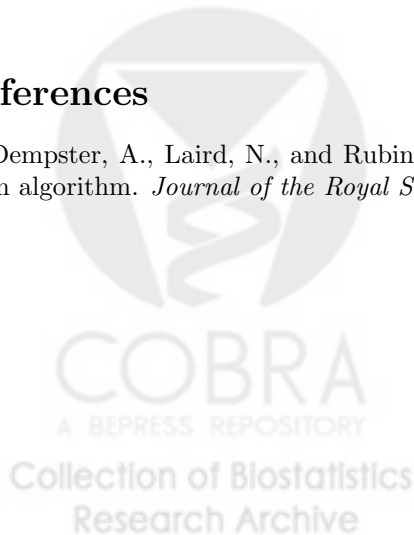 ferences
Dempster, A., Laird, N., and Rubin
n algorithm. Journal of the Royal S
COBRA
A BEPRESS REPOSITORY
Collection of Biostatistics
Research Archive